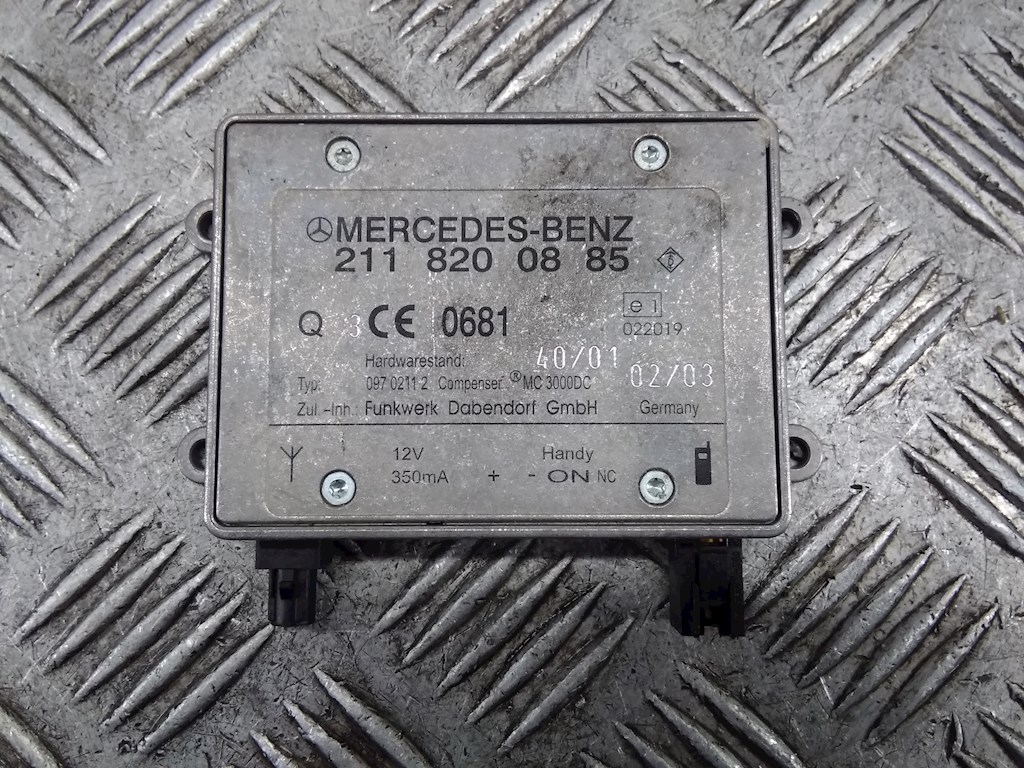 MERCEDES-BENZ
211 820 08 85
Q 3 CE 0681
e1
022019
Hardwarestand: 40/01
02/03
Typ: 097 0211 2 Compenser ® MC 3000DC
Zul.-Inh.: Funkwerk Dabendorf GmbH Germany
12V Handy
350mA + - ON NC